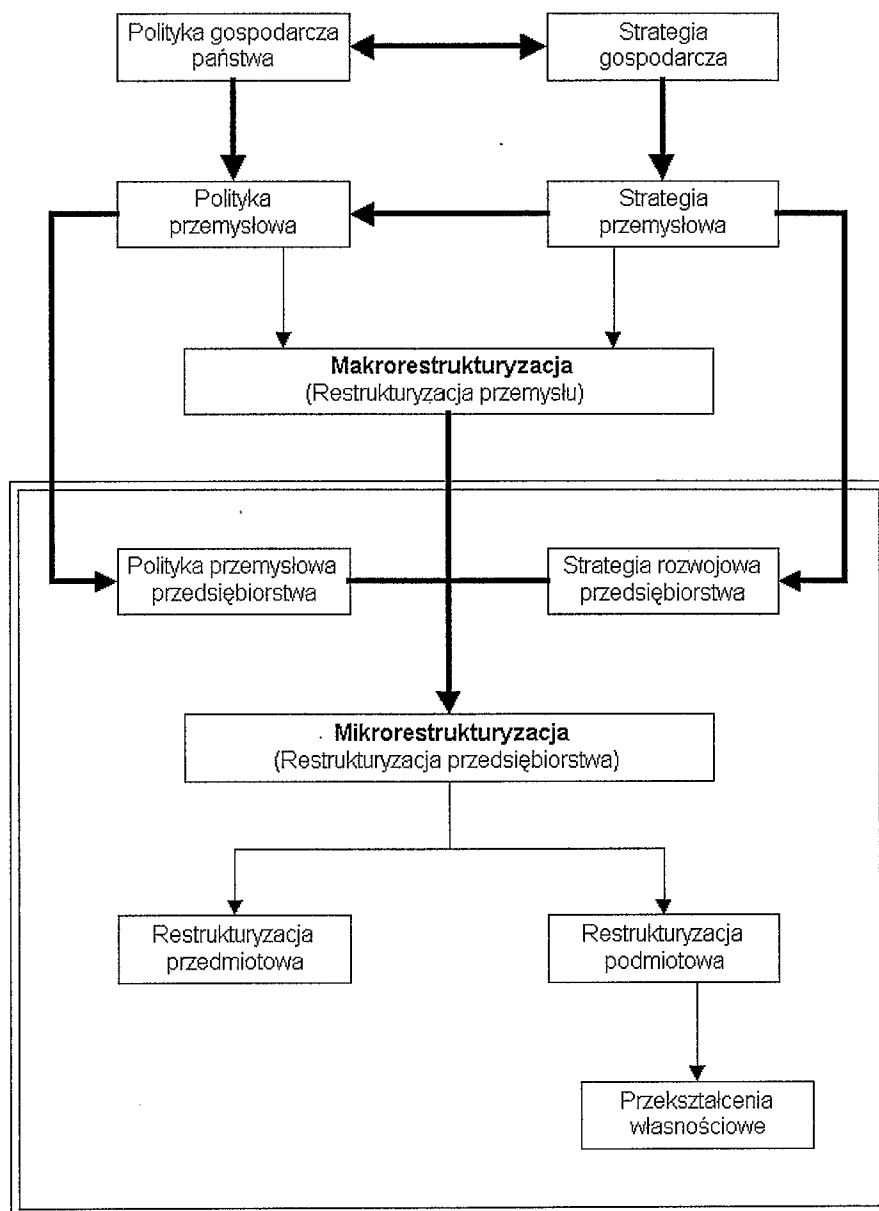 Polityka gospodarcza
państwa
Strategia
gospodarcza
Polityka
przemysłowa
Strategia
przemysłowa
Makrorestrukturyzacja
(Restrukturyzacja przemysłu)
Polityka przemysłowa
przedsiębiorstwa
Strategia rozwojowa
przedsiębiorstwa
Mikrorestrukturyzacja
(Restrukturyzacja przedsiębiorstwa)
Restrukturyzacja
przedmiotowa
Restrukturyzacja
podmiotowa
Przekształcenia
własnościowe